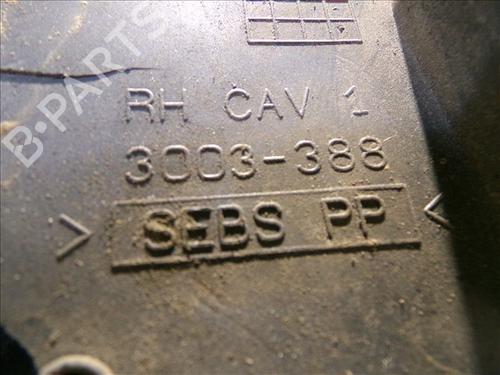 B-PARTS
RH CAV 1
3003-388
>SEBS PP<